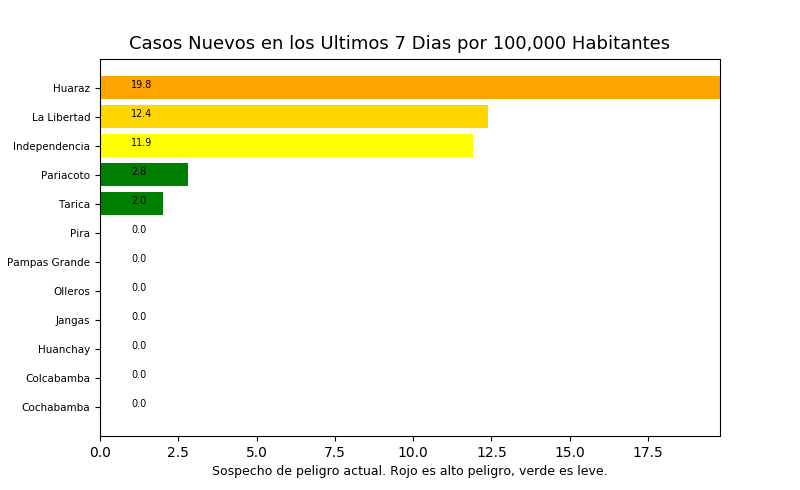 Casos Nuevos en los Ultimos 7 Dias por 100,000 Habitantes
Huaraz 19.8
La Libertad 12.4
Independencia 11.9
Pariacoto 2.8
Tarica 2.0
Pira 0.0
Pampas Grande 0.0
Olleros 0.0
Jangas 0.0
Huanchay 0.0
Colcabamba 0.0
Cochabamba 0.0
0.0 2.5 5.0 7.5 10.0 12.5 15.0 17.5
Sospecho de peligro actual. Rojo es alto peligro, verde es leve.